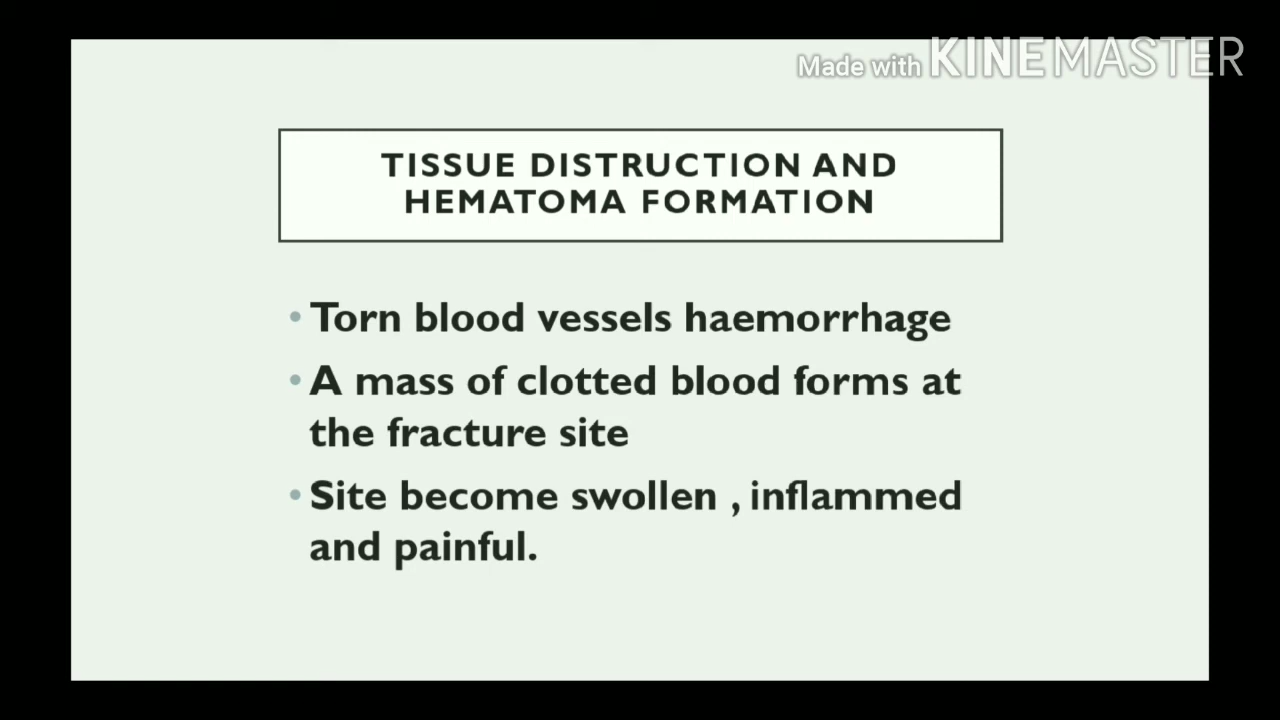 Made with KINEMASTER
TISSUE DISTRUCTION AND
HEMATOMA FORMATION
• Torn blood vessels haemorrhage
• A mass of clotted blood forms at
the fracture site
• Site become swollen , inflammed
and painful.